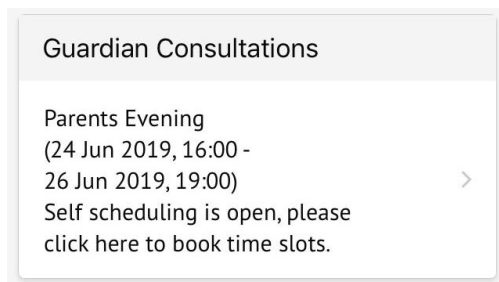 Guardian Consultations
Parents Evening
(24 Jun 2019, 16:00 -
26 Jun 2019, 19:00)
Self scheduling is open, please
click here to book time slots.